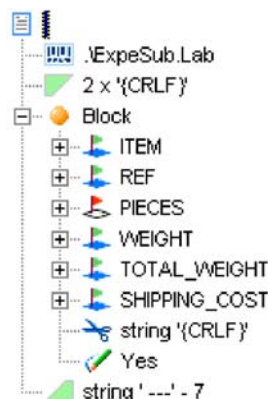 .\ExpeSub.Lab
2 x '{CRLF}'
Block
ITEM
REF
PIECES
WEIGHT
TOTAL_WEIGHT
SHIPPING_COST
string '{CRLF}'
Yes
string ' ---' - 7